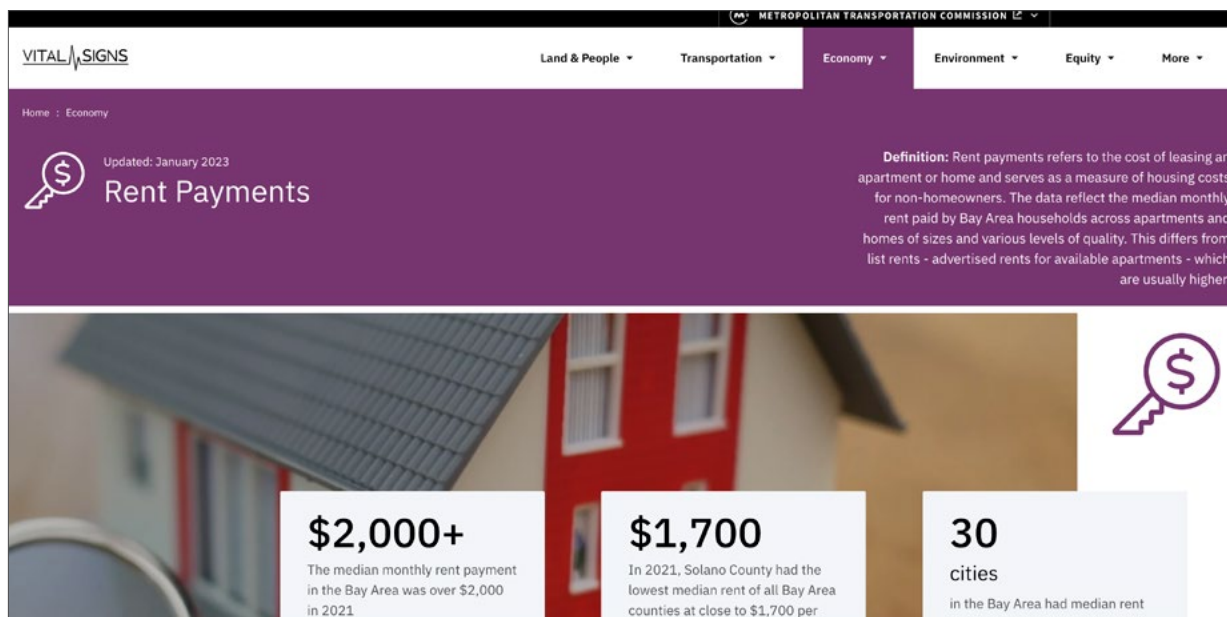 METROPOLITAN TRANSPORTATION COMMISSION
VITAL SIGNS
Land & People
Transportation
Economy
Environment
Equity
More
Home : Economy
Updated: January 2023
Rent Payments
Definition: Rent payments refers to the cost of leasing an
apartment or home and serves as a measure of housing costs
for non-homeowners. The data reflect the median monthly
rent paid by Bay Area households across apartments and
homes of sizes and various levels of quality. This differs from
list rents - advertised rents for available apartments - which
are usually higher
$2,000+
The median monthly rent payment
in the Bay Area was over $2,000
in 2021
$1,700
In 2021, Solano County had the
lowest median rent of all Bay Area
counties at close to $1,700 per
30
cities
in the Bay Area had median rent